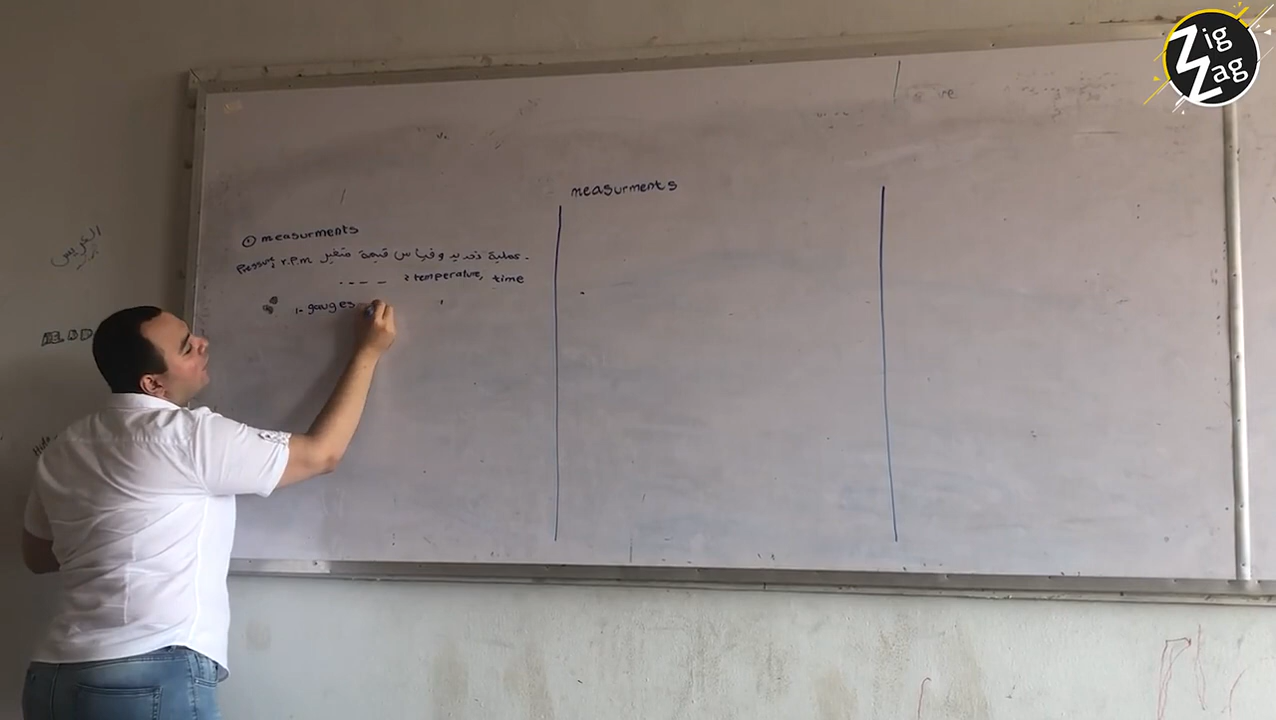 Zig
Zag
measurments
① measurments
عملية تحديد وقياس قيمة متغير r.p.m ; Pressure
, temperature, time
1- gauges